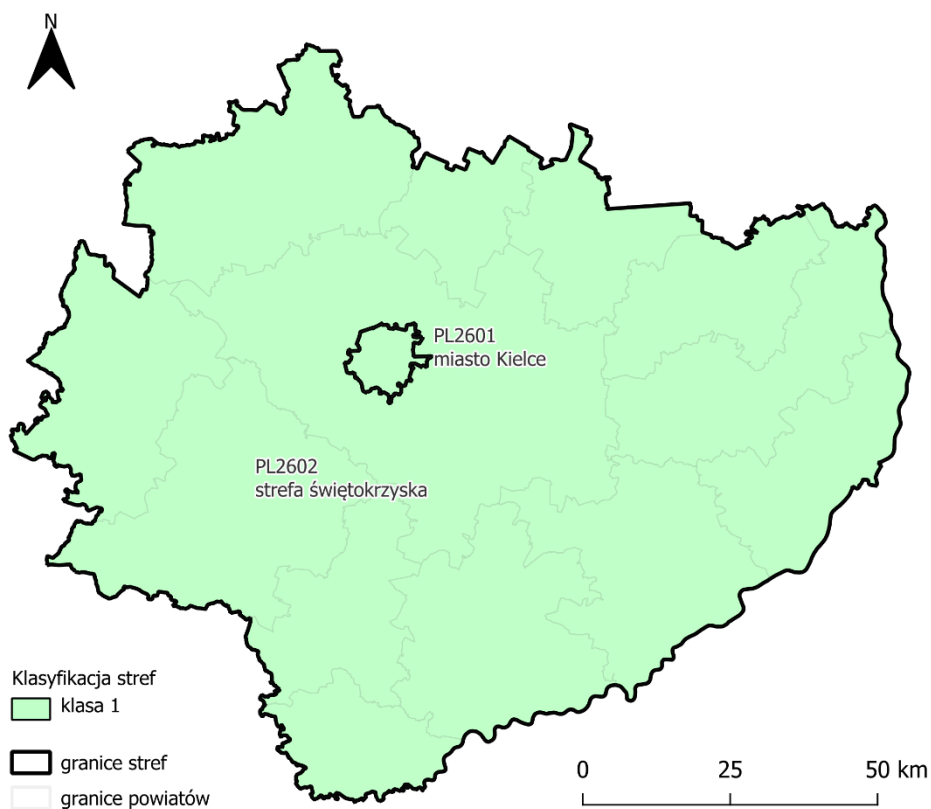 N
PL2601
miasto Kielce
PL2602
strefa świętokrzyska
Klasyfikacja stref
klasa 1
granice stref
granice powiatów
0 25 50 km